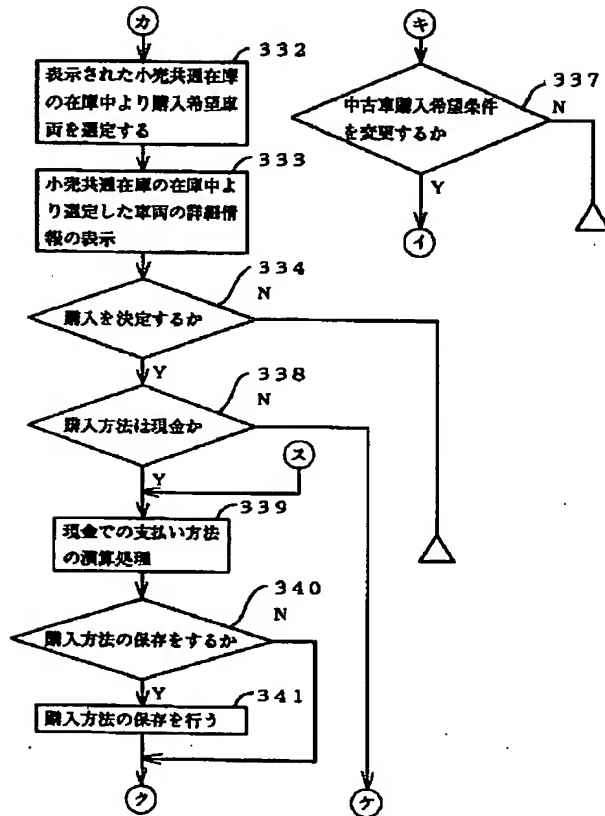 カ
332
表示された小売共通在庫
の在庫中より購入希望車
両を選定する
333
小売共通在庫の在庫中よ
り選定した車両の詳細情
報の表示
334
N
購入を決定するか
Y
338
N
購入方法は現金か
ス
Y
339
現金での支払い方法
の演算処理
340
N
購入方法の保存をするか
Y
341
購入方法の保存を行う
ク
ケ
キ
337
N
中古車購入希望条件
を変更するか
Y
イ